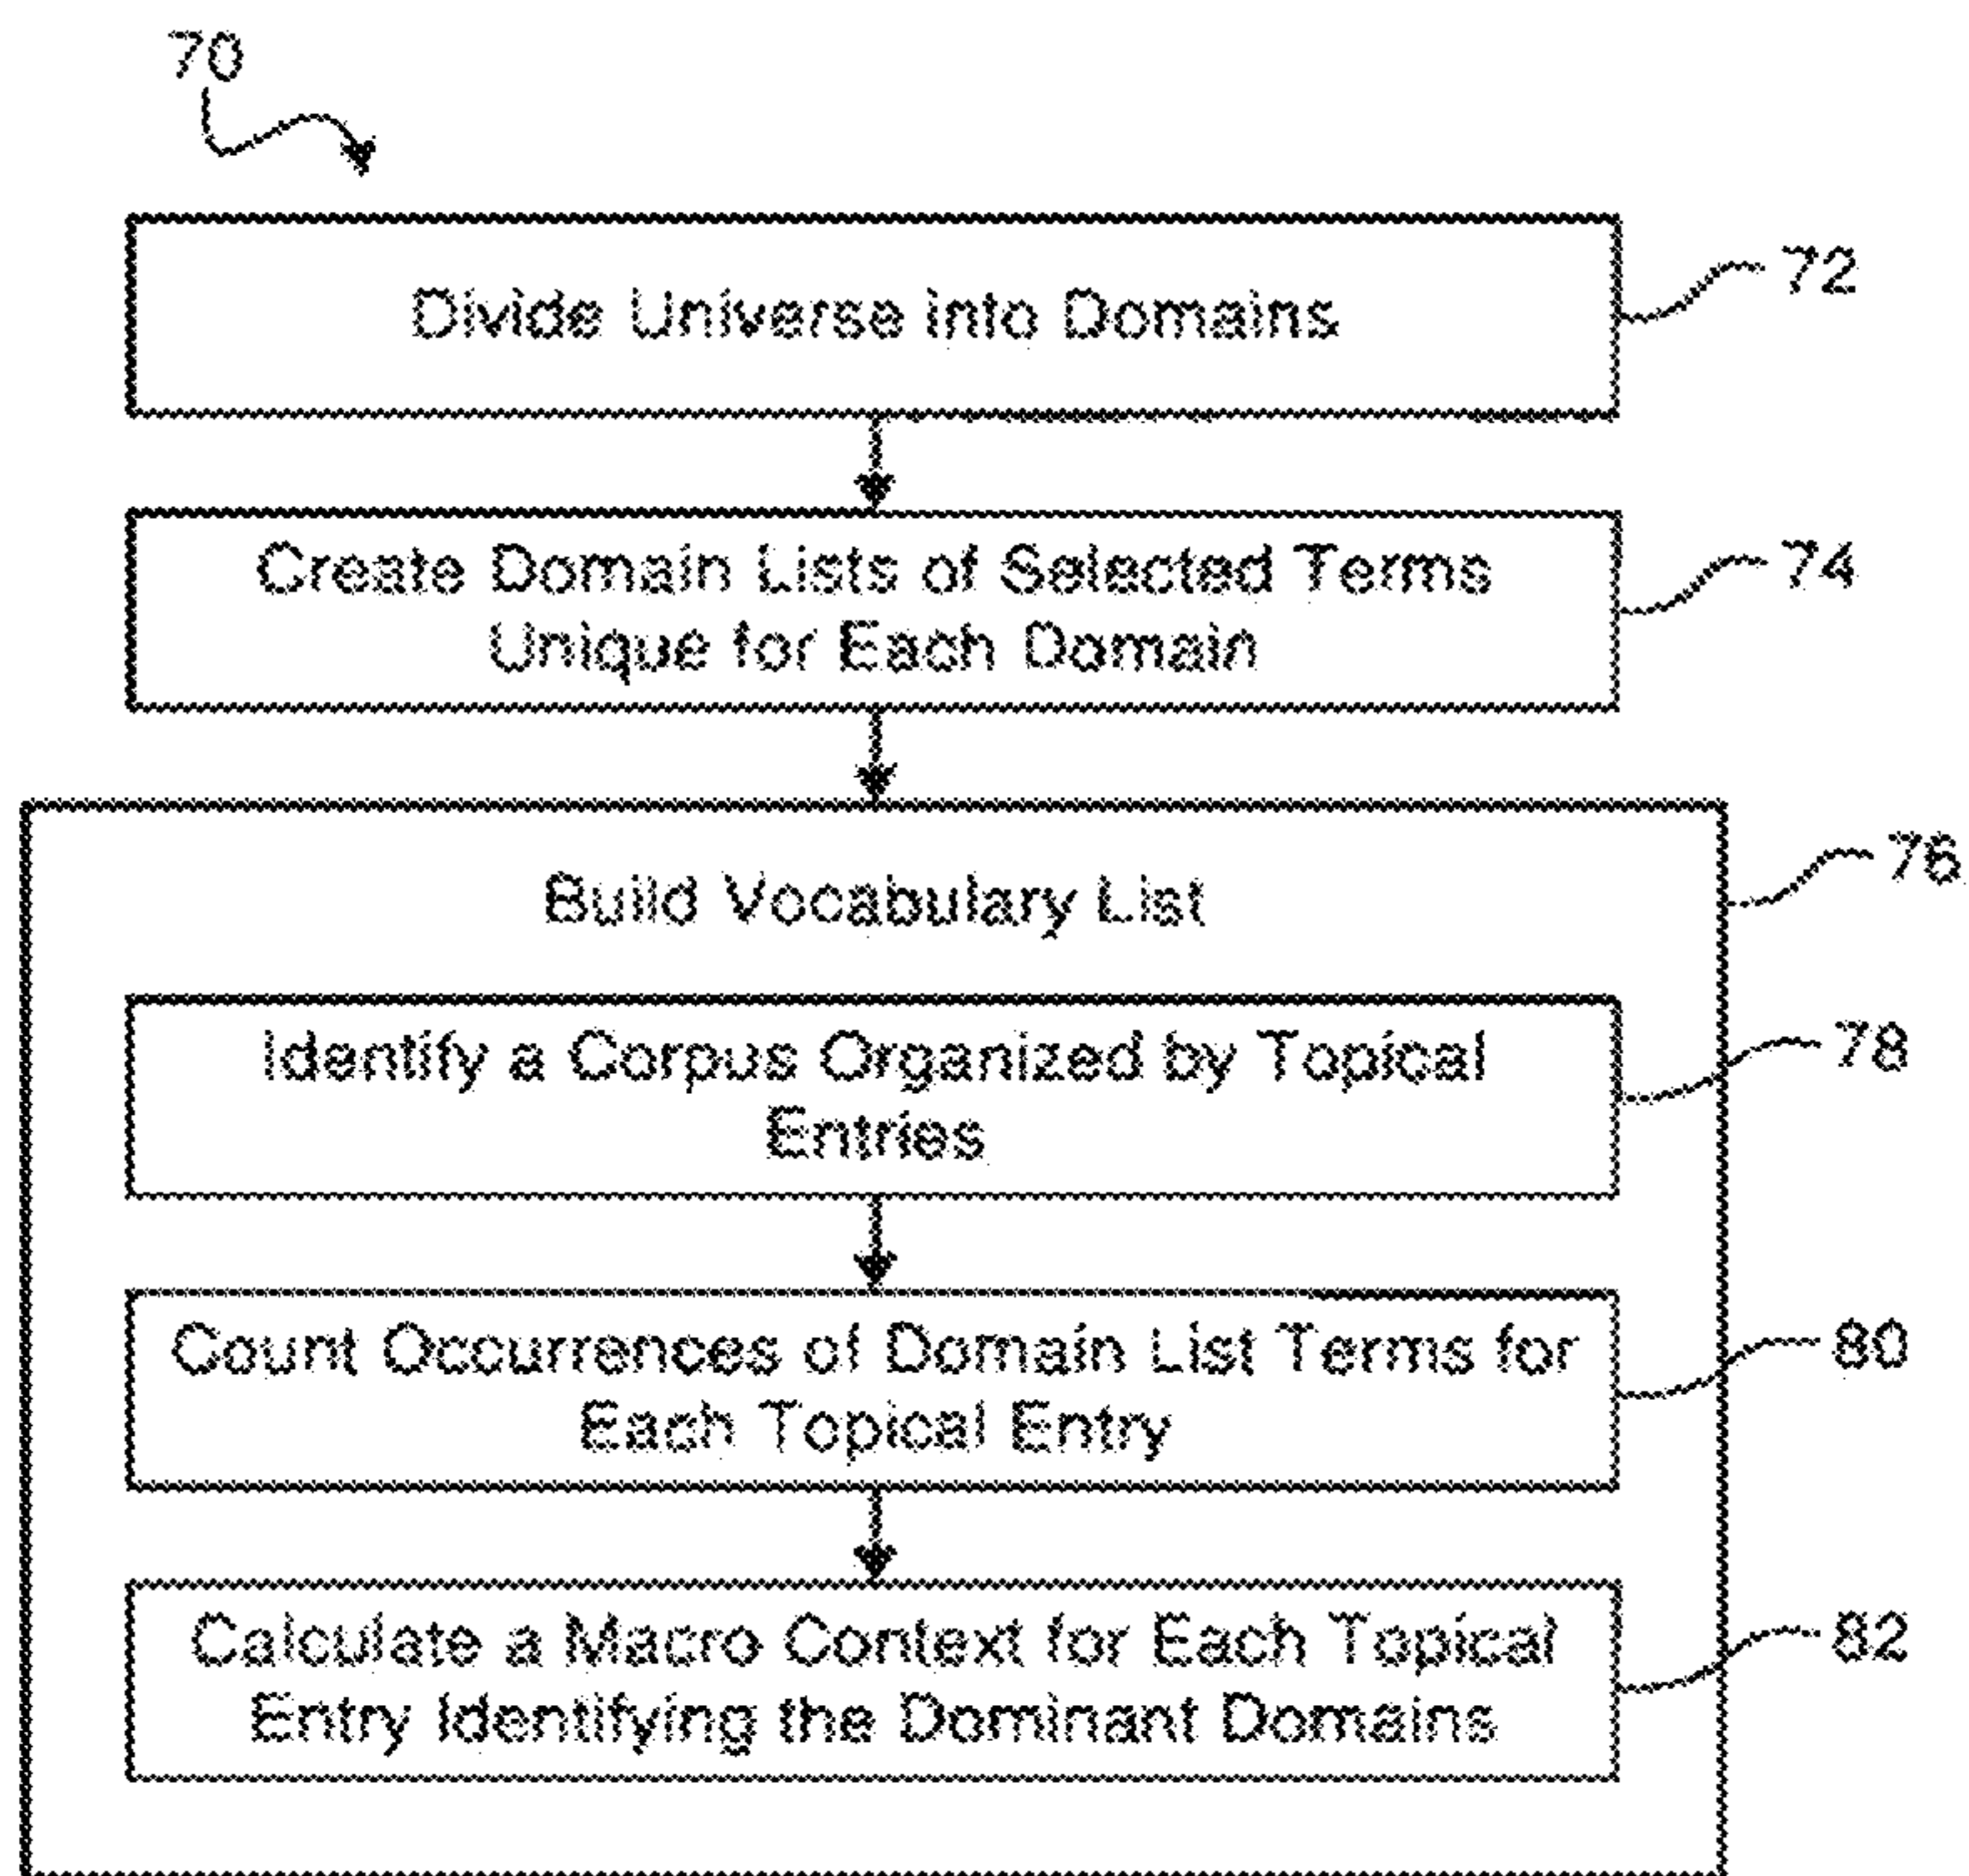 70
Divide Universe into Domains
72
Create Domain Lists of Selected Terms
Unique for Each Domain
74
Build Vocabulary List
76
Identify a Corpus Organized by Topical
Entries
78
Count Occurrences of Domain List Terms for
Each Topical Entry
80
Calculate a Macro Context for Each Topical
Entry Identifying the Dominant Domains
82